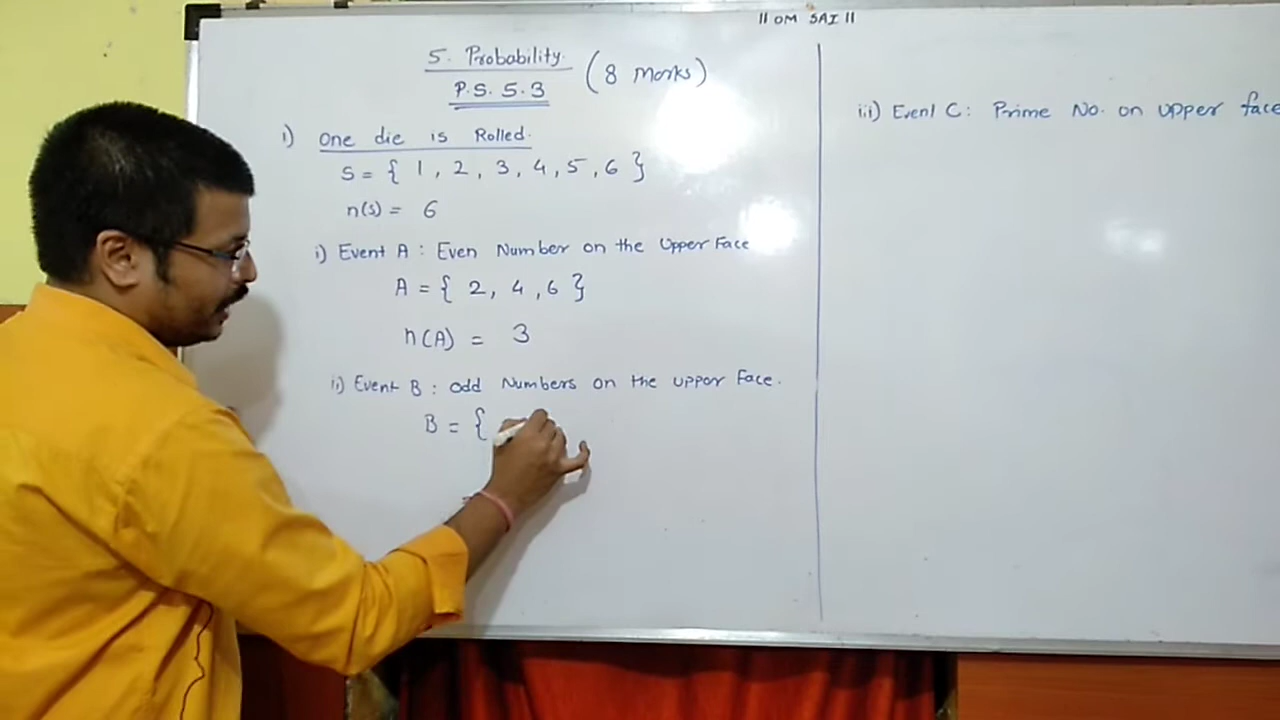 || OM SAI ||
5. Probability. (8 Marks)
P.S. 5.3
i) One die is Rolled.
S = { 1, 2, 3, 4, 5, 6 }
n(s) = 6
i) Event A : Even Number on the Upper Face
A = { 2, 4, 6 }
n(A) = 3
ii) Event B : odd Numbers on the upper Face.
B = {
iii) Event C : Prime No. on upper face